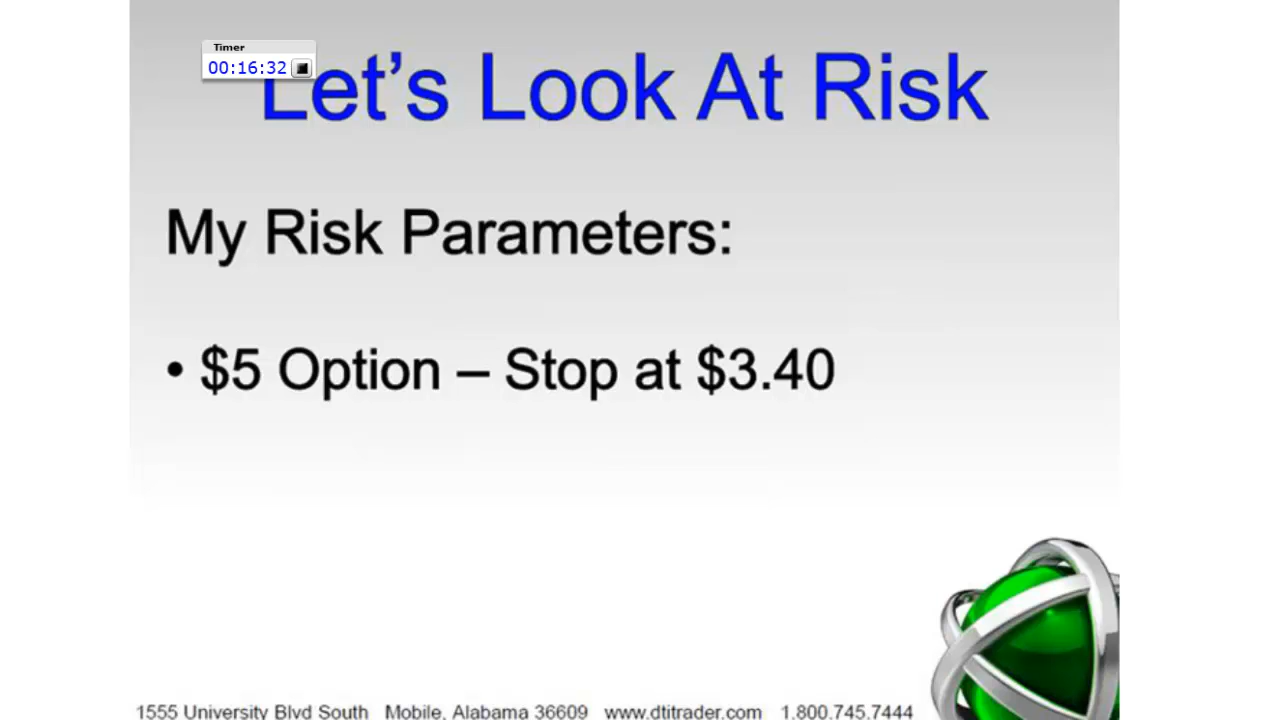 Timer
00:16:32
Let’s Look At Risk
My Risk Parameters:
• $5 Option – Stop at $3.40
1555 University Blvd South Mobile, Alabama 36609 www.dtitrader.com 1.800.745.7444